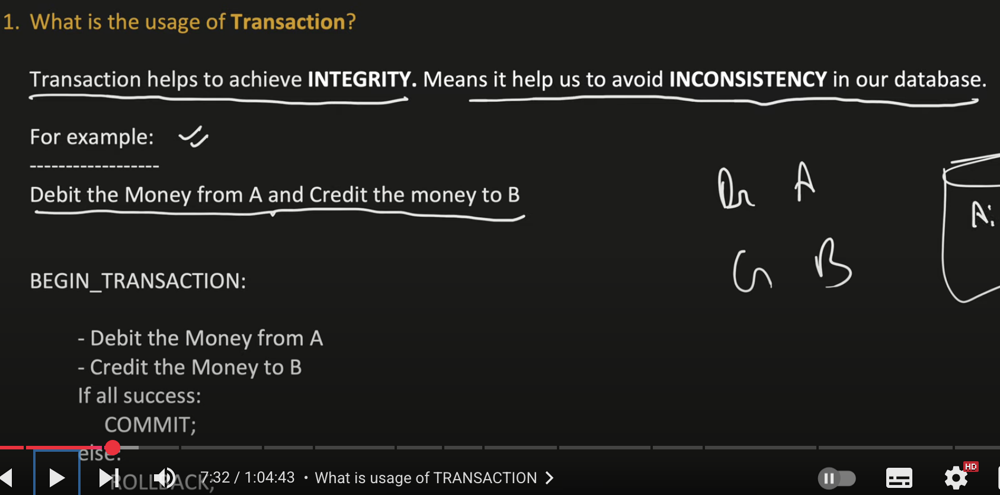 1. What is the usage of Transaction?
Transaction helps to achieve INTEGRITY. Means it help us to avoid INCONSISTENCY in our database.
For example:
------------------
Debit the Money from A and Credit the money to B
Dr A
Cr B
A:
BEGIN_TRANSACTION:
- Debit the Money from A
- Credit the Money to B
If all success:
COMMIT;
else:
ROLLBACK;
7:32 / 1:04:43 • What is usage of TRANSACTION
HD